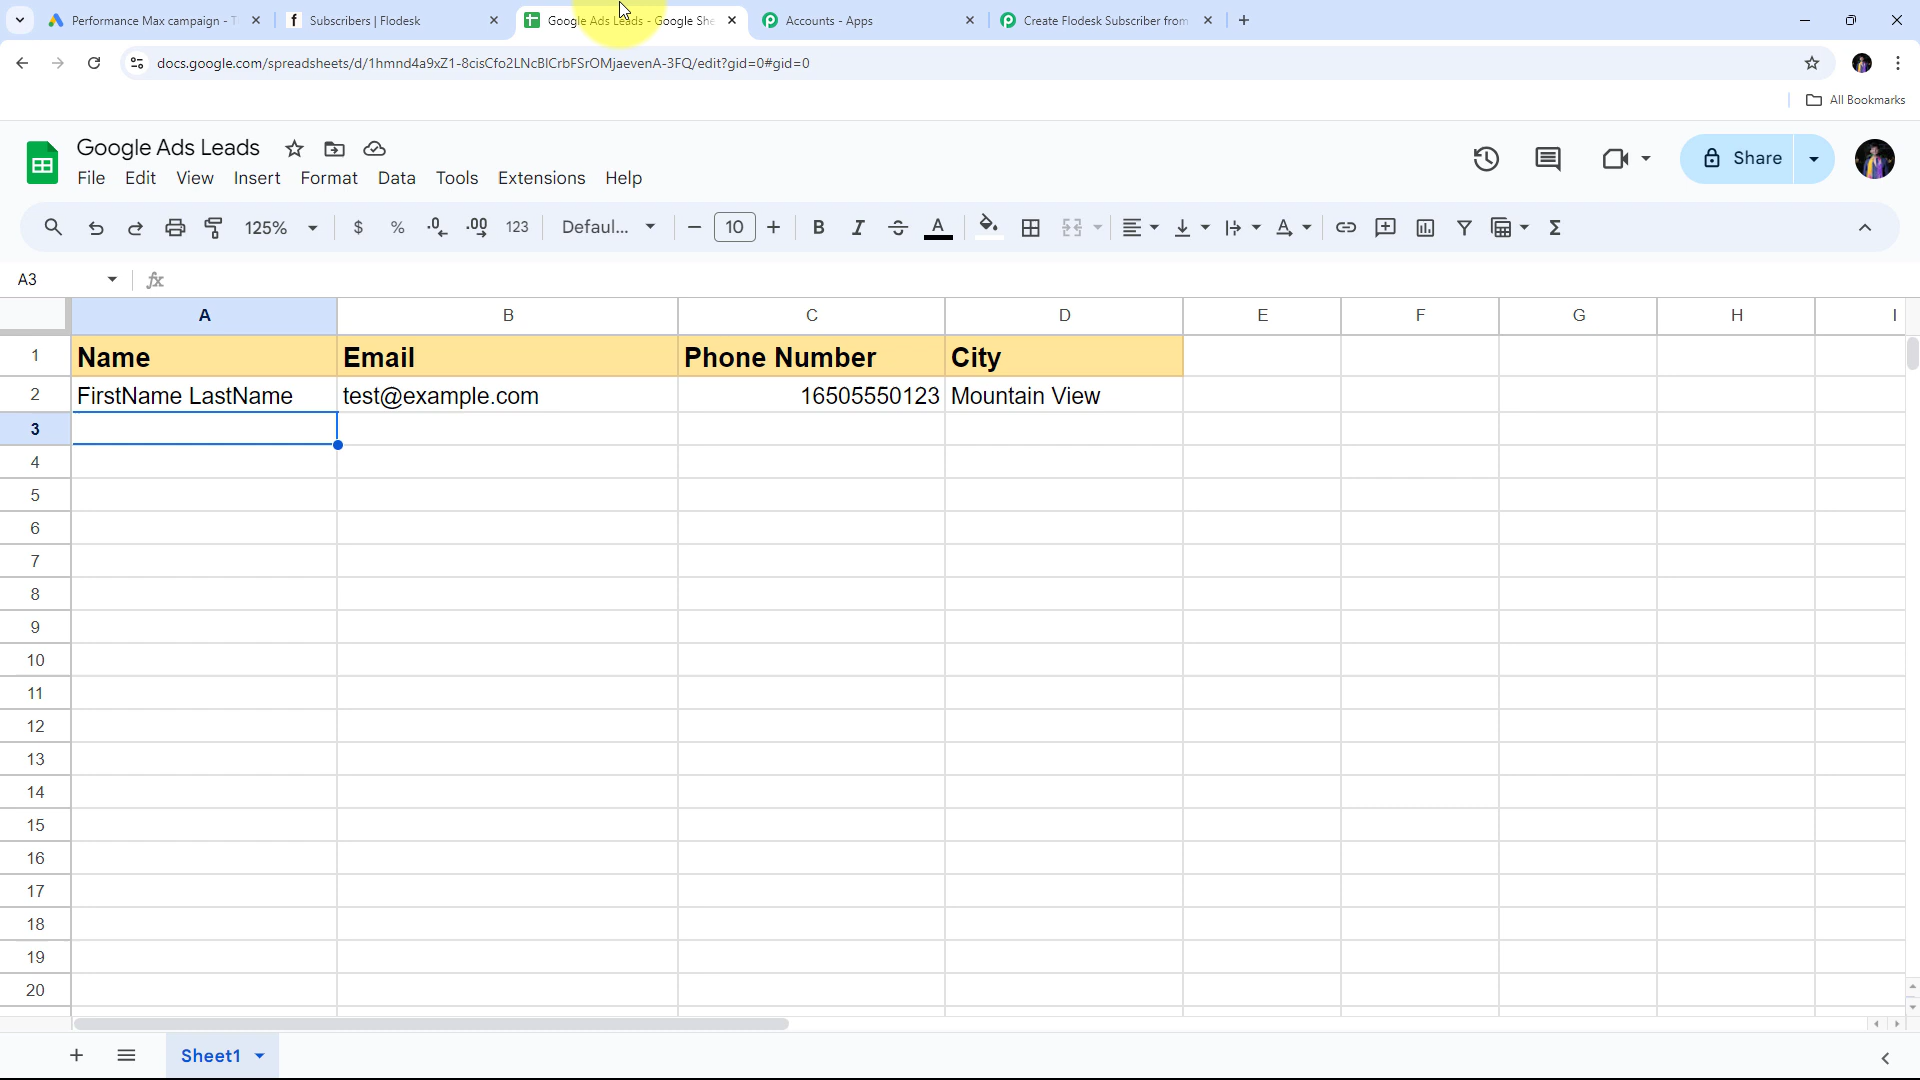 Performance Max campaign - T
Subscribers | Flodesk
Google Ads Leads - Google She
Accounts - Apps
Create Flodesk Subscriber from
docs.google.com/spreadsheets/d/1hmnd4a9xZ1-8cisCfo2LNcBlCrbFSrOMjaevenA-3FQ/edit?gid=0#gid=0
All Bookmarks
Google Ads Leads
File Edit View Insert Format Data Tools Extensions Help
Share
125% $ % .0 .00 123 Defaul... 10 B I S A
A3 fx
A B C D E F G H I
1 Name Email Phone Number City
2 FirstName LastName test@example.com 16505550123 Mountain View
3
4
5
6
7
8
9
10
11
12
13
14
15
16
17
18
19
20
Sheet1